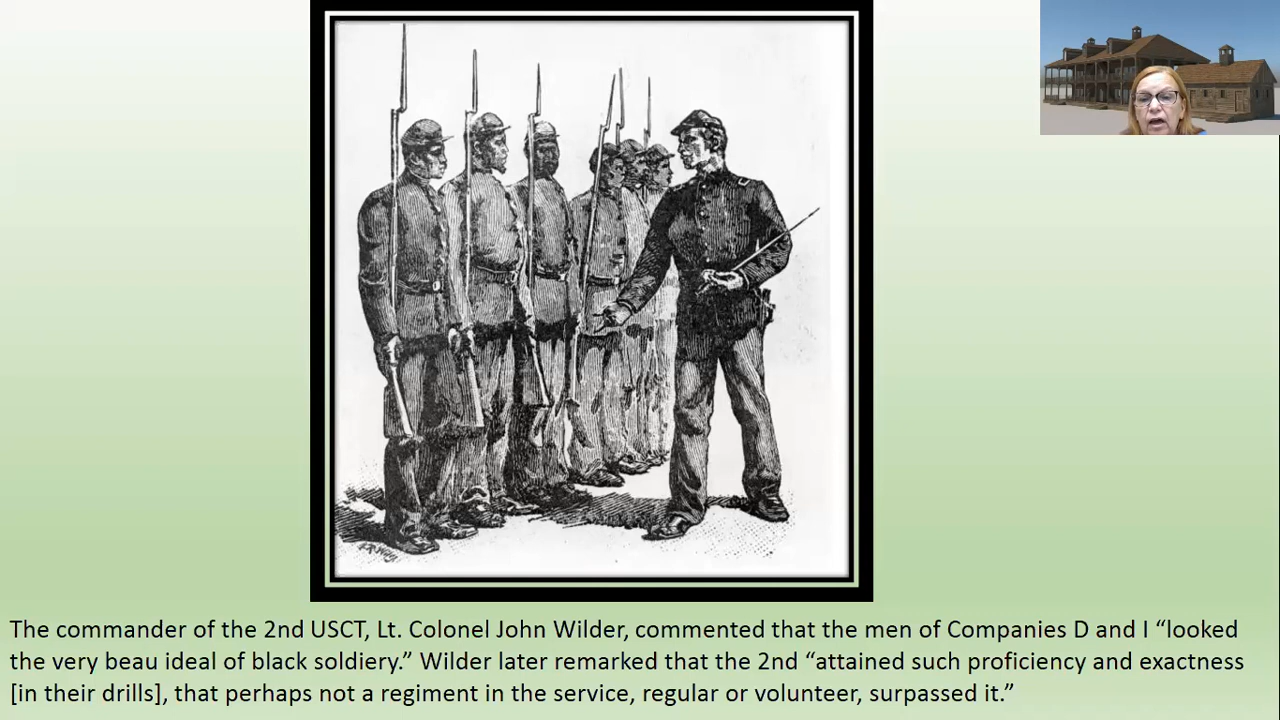 The commander of the 2nd USCT, Lt. Colonel John Wilder, commented that the men of Companies D and I “looked
the very beau ideal of black soldiery.” Wilder later remarked that the 2nd “attained such proficiency and exactness
[in their drills], that perhaps not a regiment in the service, regular or volunteer, surpassed it.”